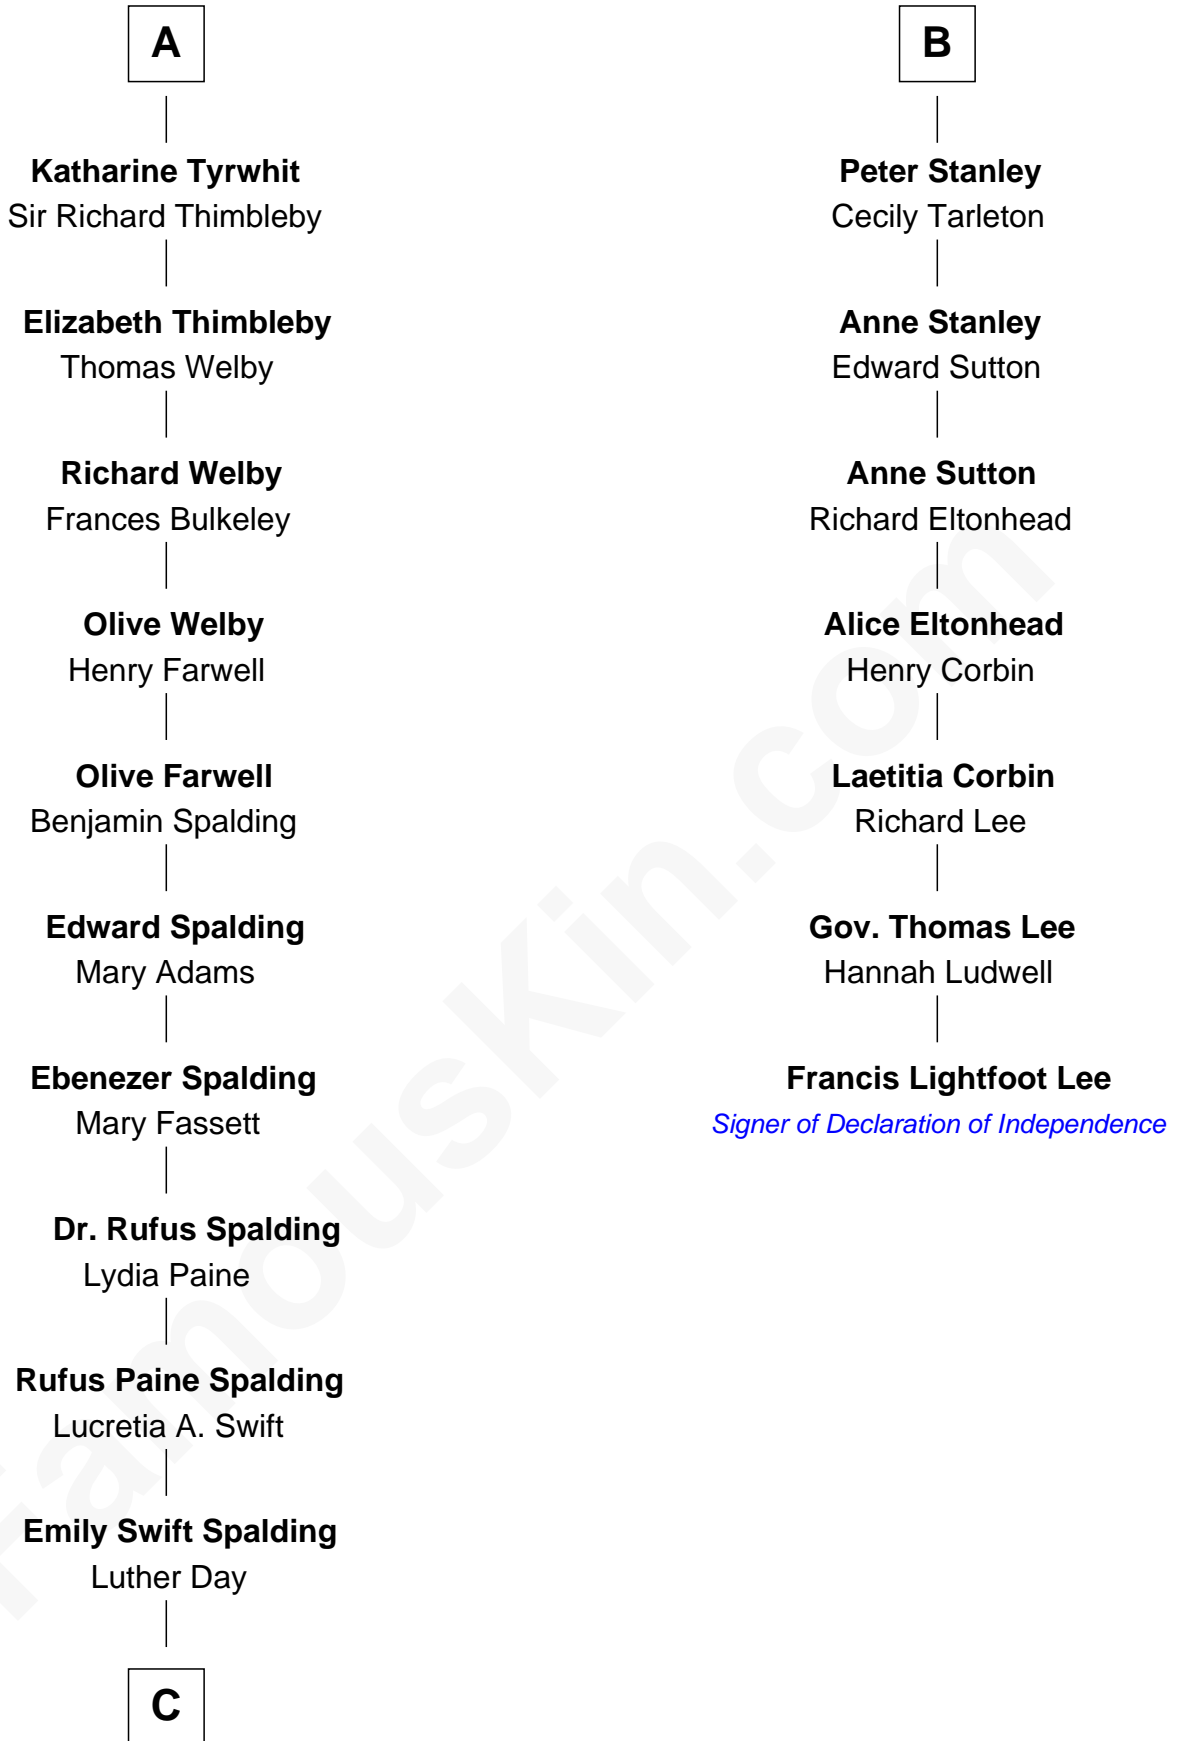 A
Katharine Tyrwhit
Sir Richard Thimbleby
Elizabeth Thimbleby
Thomas Welby
Richard Welby
Frances Bulkeley
Olive Welby
Henry Farwell
Olive Farwell
Benjamin Spalding
Edward Spalding
Mary Adams
Ebenezer Spalding
Mary Fassett
Dr. Rufus Spalding
Lydia Paine
Rufus Paine Spalding
Lucretia A. Swift
Emily Swift Spalding
Luther Day
C
B
Peter Stanley
Cecily Tarleton
Anne Stanley
Edward Sutton
Anne Sutton
Richard Eltonhead
Alice Eltonhead
Henry Corbin
Laetitia Corbin
Richard Lee
Gov. Thomas Lee
Hannah Ludwell
Francis Lightfoot Lee
Signer of Declaration of Independence
FamousKin.com